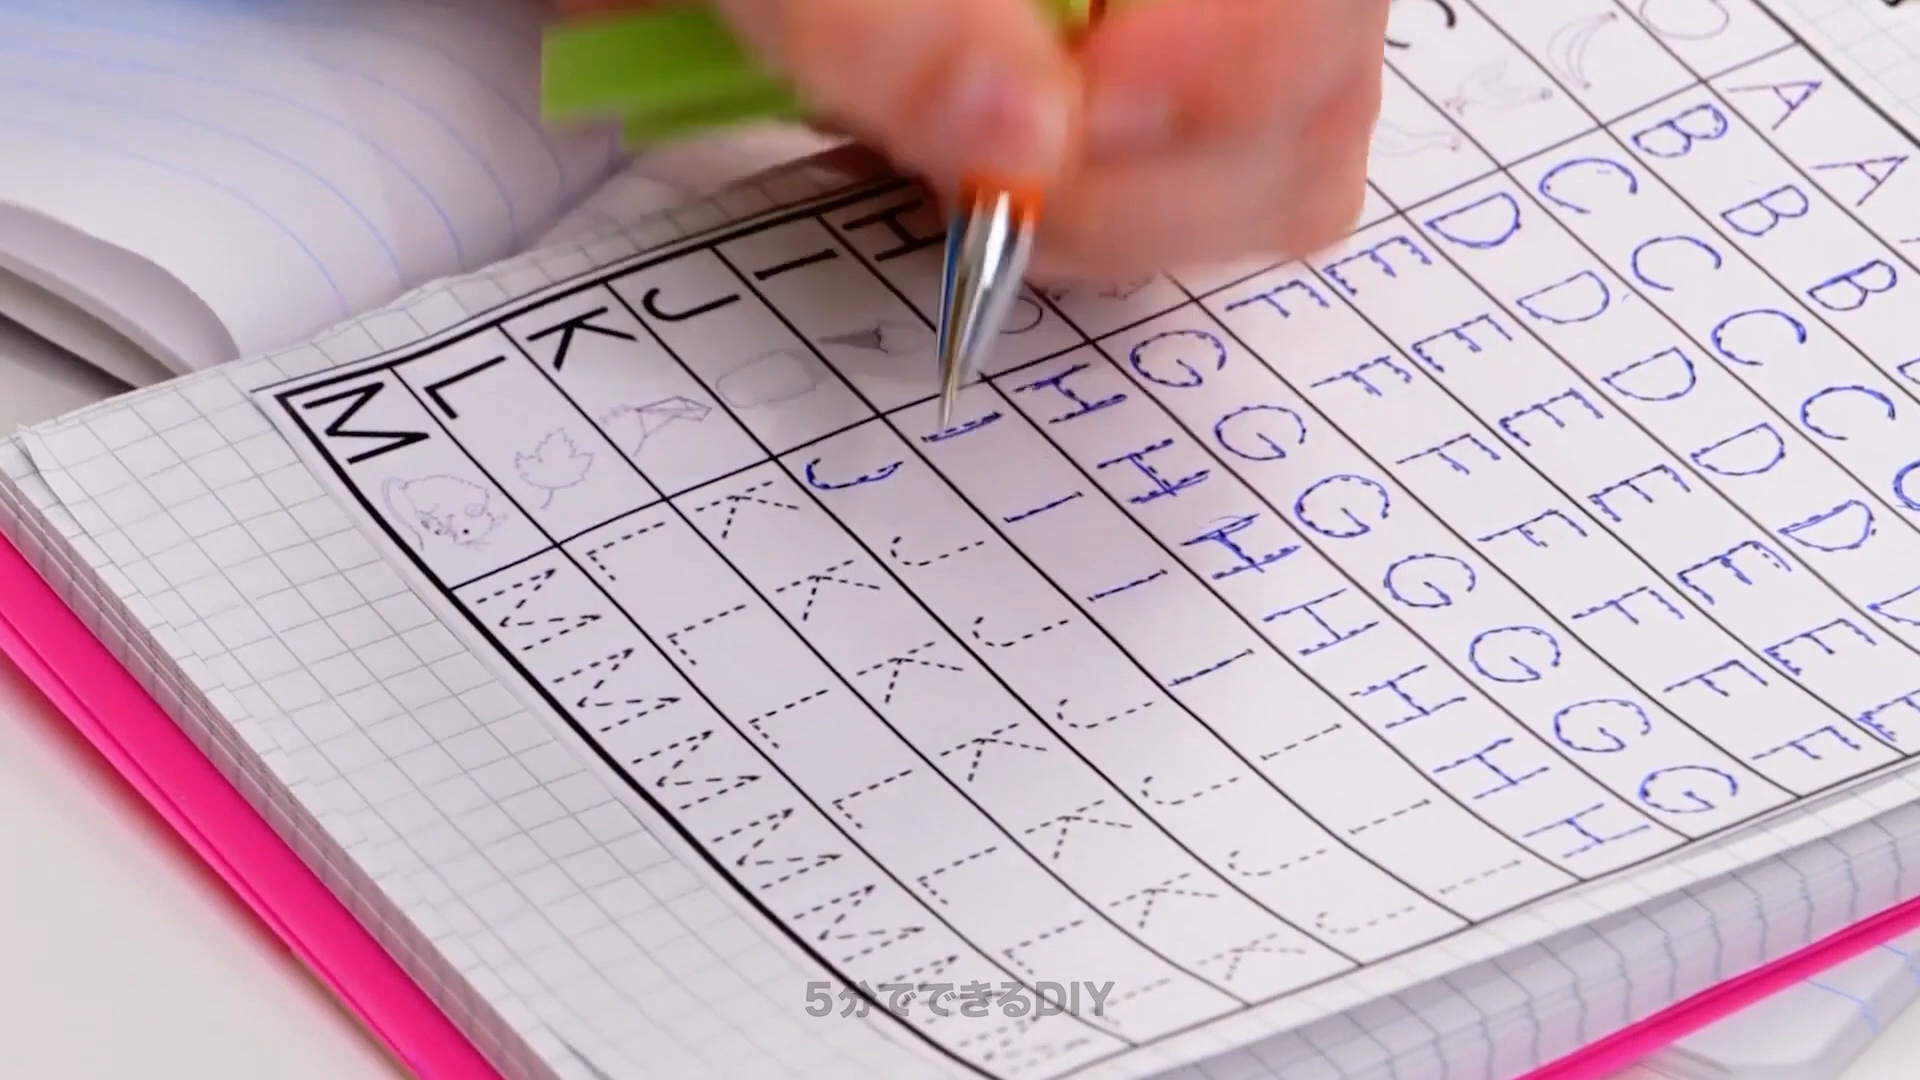 A A
B B B
C C C C C
D D D D D
E E E E E E E
F F F F F F F
G G G G G G G
H H H H H H H H
I I I I I I I I
J J J J J J J J
K K K K K K K K
L L L L L L L
M M M M M M M
5分でできるDIY